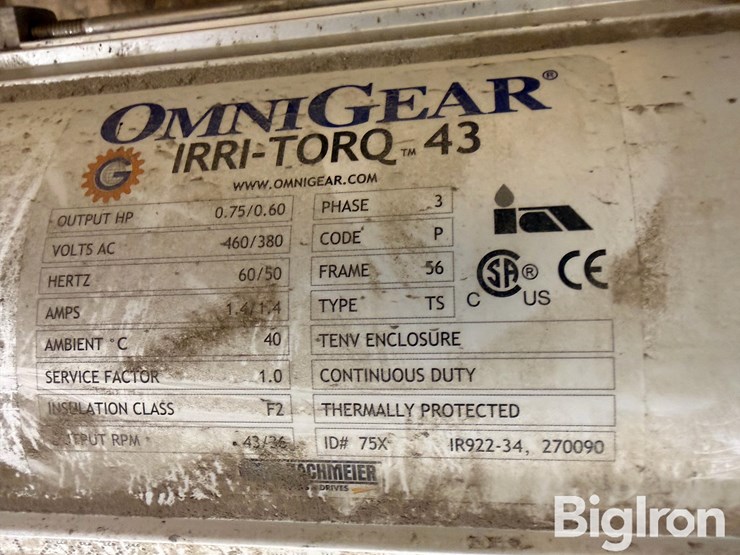 OMNIGEAR®
IRRI-TORQ™ 43
WWW.OMNIGEAR.COM
OUTPUT HP 0.75/0.60
VOLTS AC 460/380
HERTZ 60/50
AMPS 1.4/1.4
AMBIENT °C 40
SERVICE FACTOR 1.0
INSULATION CLASS F2
OUTPUT RPM 43/36
PHASE 3
CODE P
FRAME 56
TYPE TS
TENV ENCLOSURE
CONTINUOUS DUTY
THERMALLY PROTECTED
ID# 75X IR922-34, 270090
G
ia
CSA® CE
C US
DRIVES
BigIron